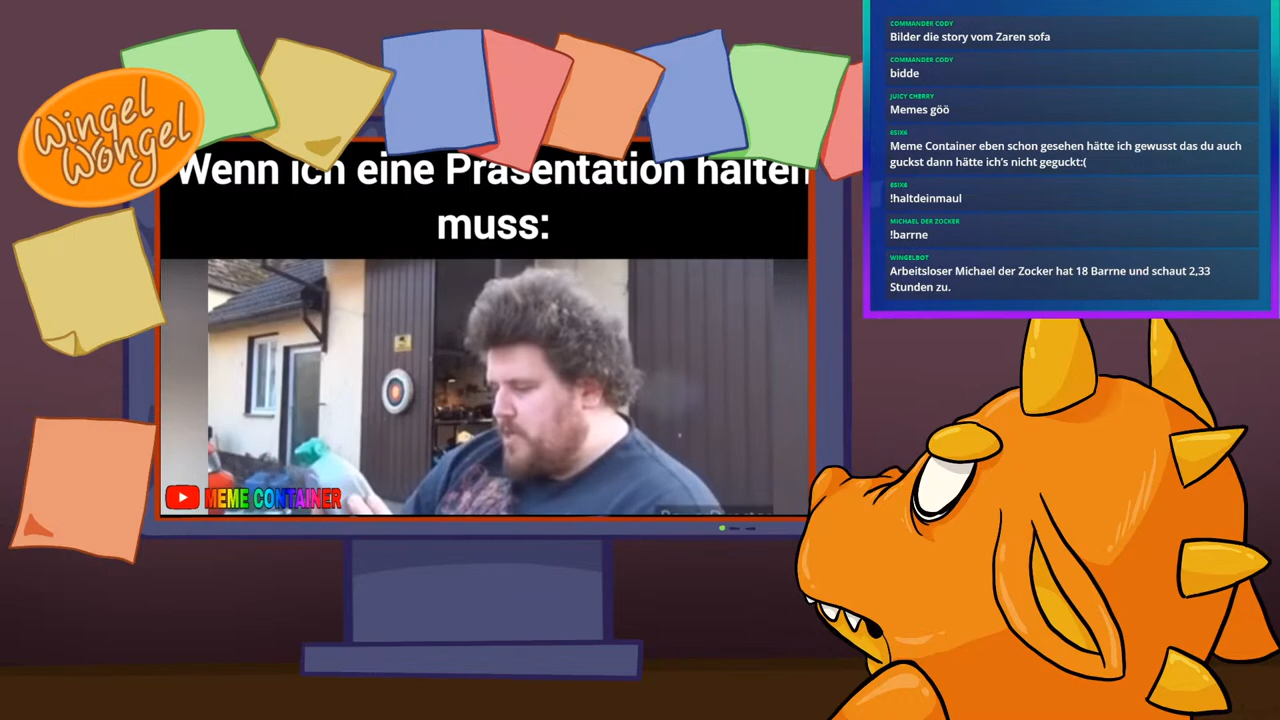 Wingel
Wongel
Wenn ich eine Präsentation halten
muss:
MEME CONTAINER
COMMANDER CODY
Bilder die story vom Zaren sofa
COMMANDER CODY
bidde
JUICY CHERRY
Memes göö
ESIX6
Meme Container eben schon gesehen hätte ich gewusst das du auch
guckst dann hätte ich's nicht geguckt:(
ESIX6
!haltdeinmaul
MICHAEL DER ZOCKER
!barrne
WINGELBOT
Arbeitsloser Michael der Zocker hat 18 Barrne und schaut 2,33
Stunden zu.